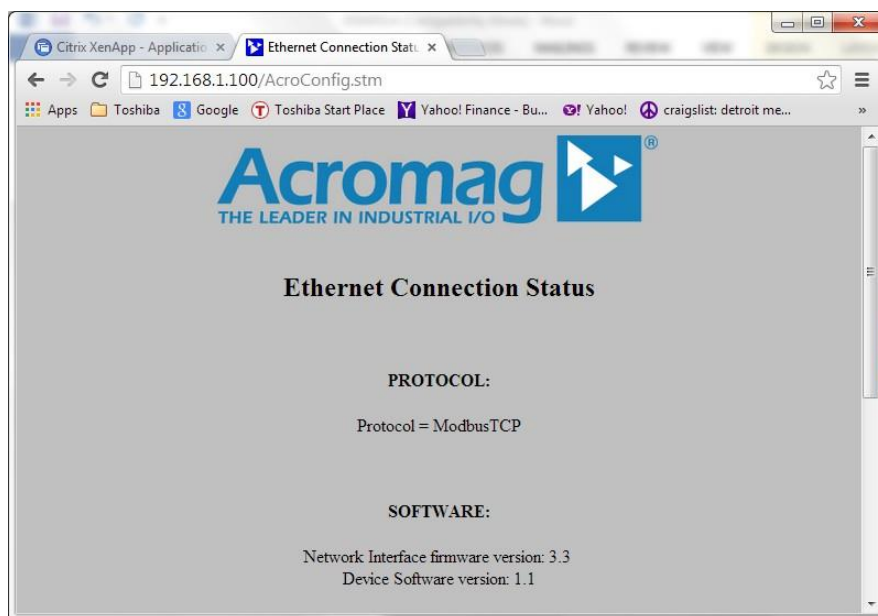 Citrix XenApp - Applicatio
Ethernet Connection Statu
192.168.1.100/AcroConfig.stm
Apps Toshiba Google Toshiba Start Place Yahoo! Finance - Bu... Yahoo! craigslist: detroit me... »
Acromag®
THE LEADER IN INDUSTRIAL I/O
Ethernet Connection Status
PROTOCOL:
Protocol = ModbusTCP
SOFTWARE:
Network Interface firmware version: 3.3
Device Software version: 1.1